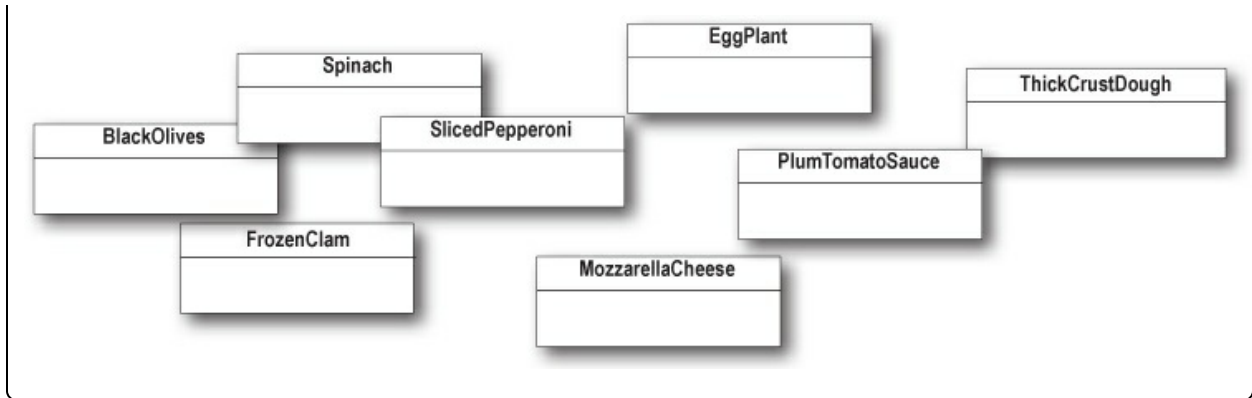 EggPlant
Spinach
ThickCrustDough
BlackOlives
SlicedPepperoni
PlumTomatoSauce
FrozenClam
MozzarellaCheese